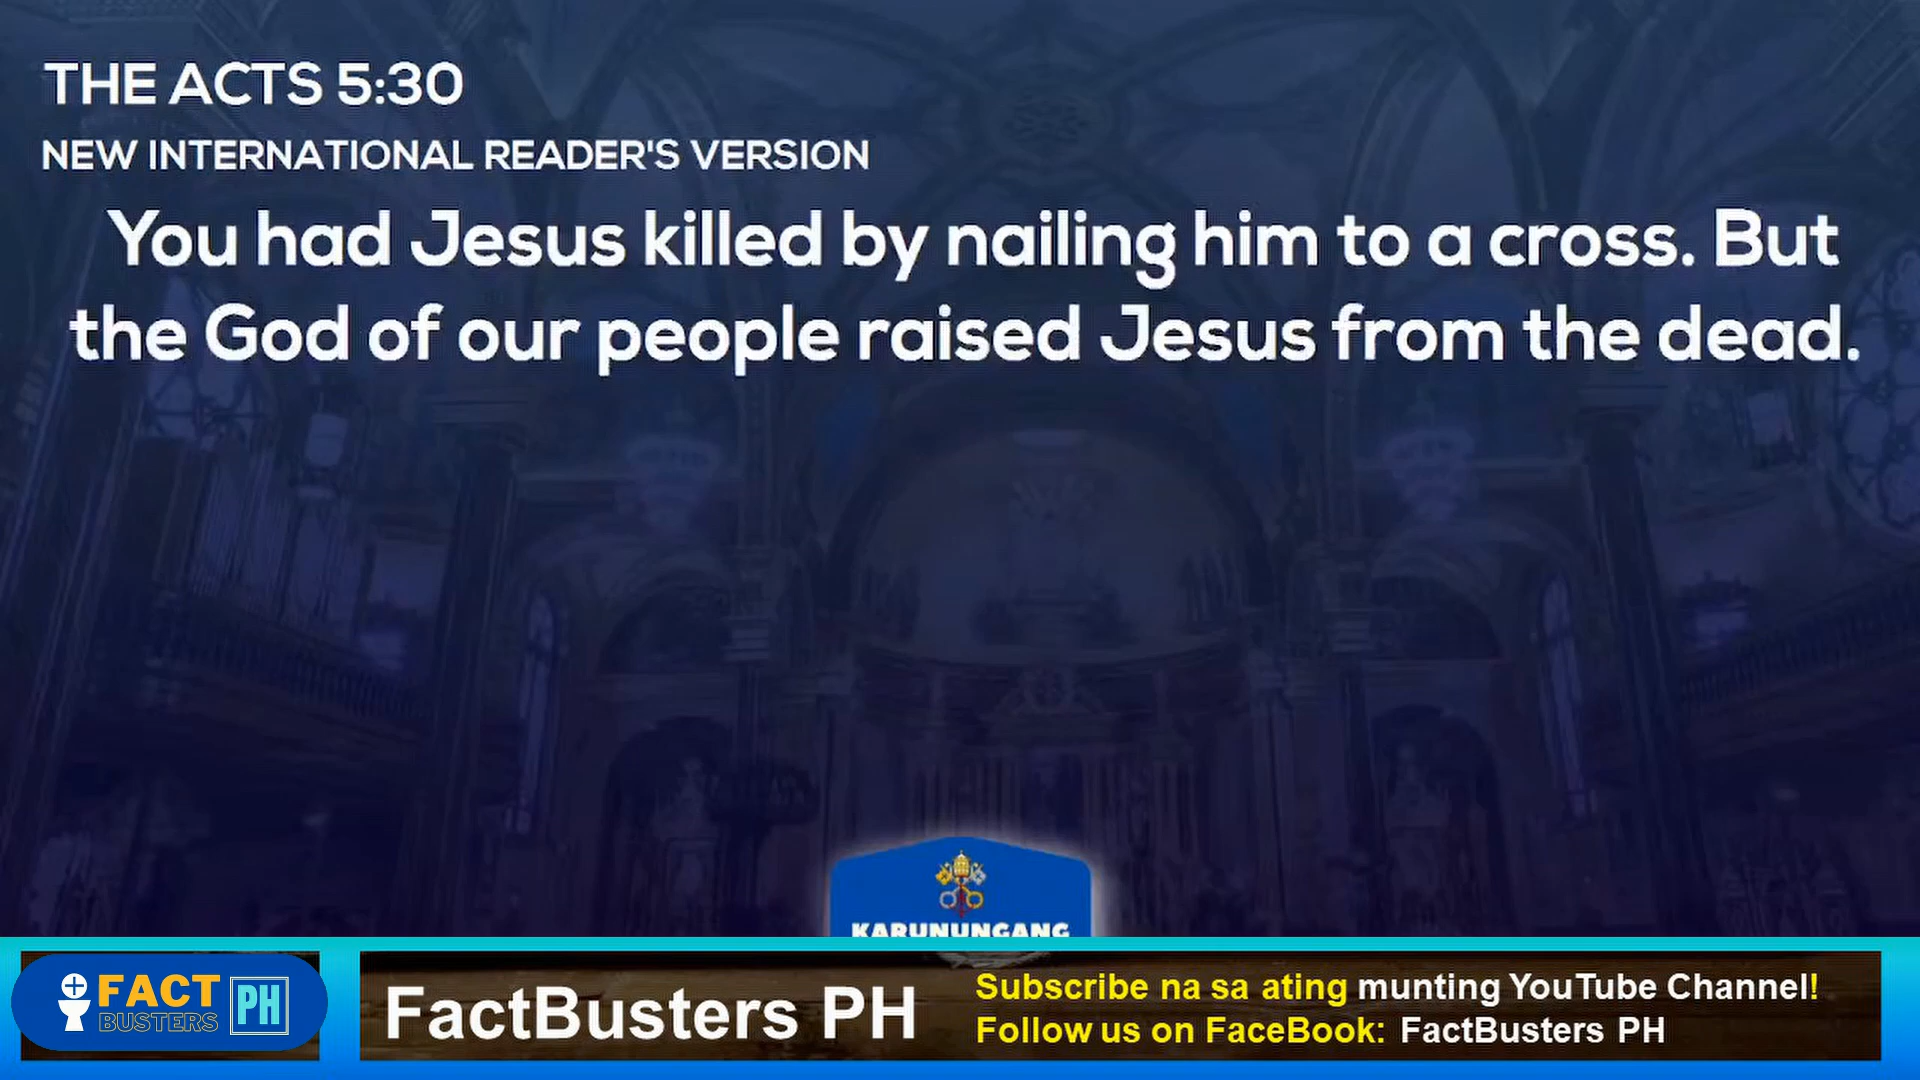 THE ACTS 5:30
NEW INTERNATIONAL READER'S VERSION
You had Jesus killed by nailing him to a cross. But
the God of our people raised Jesus from the dead.
KARUNUNGANG
FACT
BUSTERS
PH
FactBusters PH
Subscribe na sa ating munting YouTube Channel!
Follow us on FaceBook: FactBusters PH